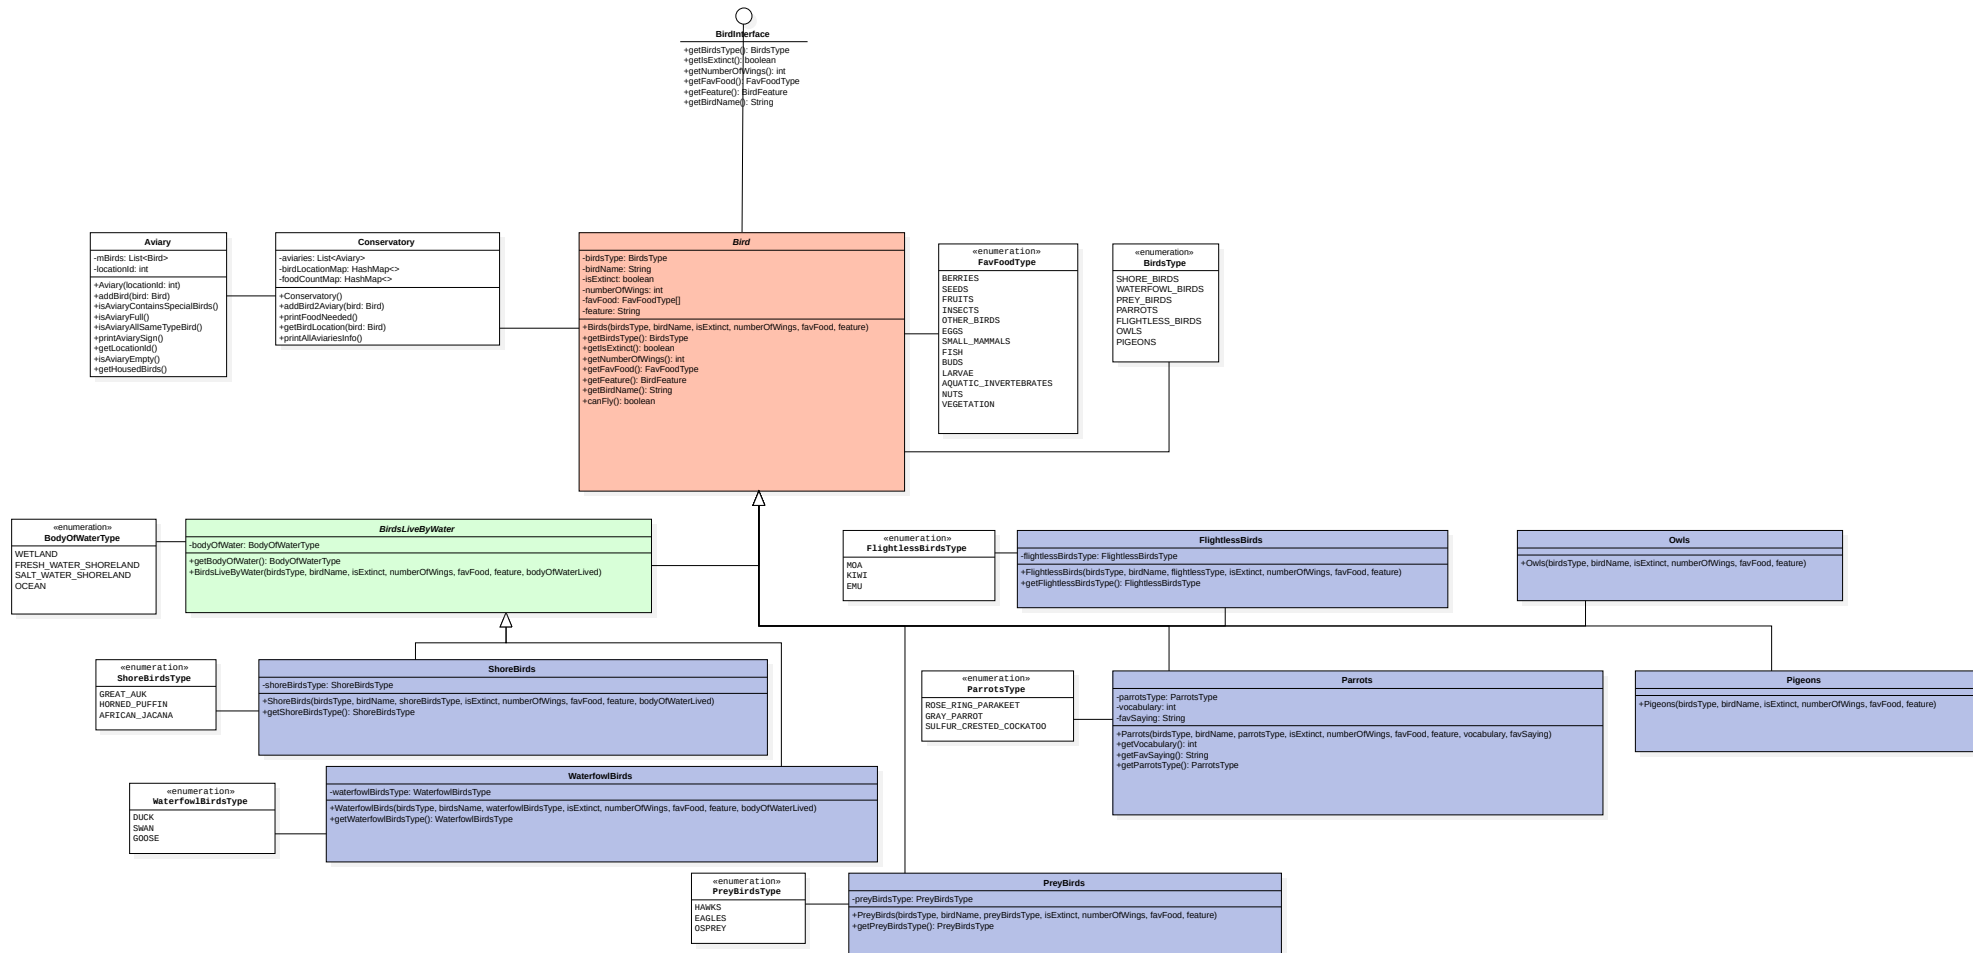 BirdInterface
+getBirdsType(): BirdsType
+getIsExtinct(): boolean
+getNumberOfWings(): int
+getFavFood(): FavFoodType
+getFeature(): BirdFeature
+getBirdName(): String
Aviary
-mBirds: List<Bird>
-locationId: int
+Aviary(locationId: int)
+addBird(bird: Bird)
+isAviaryContainsSpecialBirds()
+isAviaryFull()
+isAviaryAllSameTypeBird()
+printAviarySign()
+getLocationId()
+isAviaryEmpty()
+getHousedBirds()
Conservatory
-aviaries: List<Aviary>
-birdLocationMap: HashMap<>
-foodCountMap: HashMap<>
+Conservatory()
+addBird2Aviary(bird: Bird)
+printFoodNeeded()
+getBirdLocation(bird: Bird)
+printAllAviariesInfo()
Bird
-birdsType: BirdsType
-birdName: String
-isExtinct: boolean
-numberOfWings: int
-favFood: FavFoodType[]
-feature: String
+Birds(birdsType, birdName, isExtinct, numberOfWings, favFood, feature)
+getBirdsType(): BirdsType
+getIsExtinct(): boolean
+getNumberOfWings(): int
+getFavFood(): FavFoodType
+getFeature(): BirdFeature
+getBirdName(): String
+canFly(): boolean
«enumeration»
FavFoodType
BERRIES
SEEDS
FRUITS
INSECTS
OTHER_BIRDS
EGGS
SMALL_MAMMALS
FISH
BUDS
LARVAE
AQUATIC_INVERTEBRATES
NUTS
VEGETATION
«enumeration»
BirdsType
SHORE_BIRDS
WATERFOWL_BIRDS
PREY_BIRDS
PARROTS
FLIGHTLESS_BIRDS
OWLS
PIGEONS
«enumeration»
BodyOfWaterType
WETLAND
FRESH_WATER_SHORELAND
SALT_WATER_SHORELAND
OCEAN
BirdsLiveByWater
-bodyOfWater: BodyOfWaterType
+getBodyOfWater(): BodyOfWaterType
+BirdsLiveByWater(birdsType, birdName, isExtinct, numberOfWings, favFood, feature, bodyOfWaterLived)
«enumeration»
FlightlessBirdsType
MOA
KIWI
EMU
FlightlessBirds
-flightlessBirdsType: FlightlessBirdsType
+FlightlessBirds(birdsType, birdName, flightlessType, isExtinct, numberOfWings, favFood, feature)
+getFlightlessBirdsType(): FlightlessBirdsType
Owls
+Owls(birdsType, birdName, isExtinct, numberOfWings, favFood, feature)
«enumeration»
ShoreBirdsType
GREAT_AUK
HORNED_PUFFIN
AFRICAN_JACANA
ShoreBirds
-shoreBirdsType: ShoreBirdsType
+ShoreBirds(birdsType, birdName, shoreBirdsType, isExtinct, numberOfWings, favFood, feature, bodyOfWaterLived)
+getShoreBirdsType(): ShoreBirdsType
«enumeration»
ParrotsType
ROSE_RING_PARAKEET
GRAY_PARROT
SULFUR_CRESTED_COCKATOO
Parrots
-parrotsType: ParrotsType
-vocabulary: int
-favSaying: String
+Parrots(birdsType, birdName, parrotsType, isExtinct, numberOfWings, favFood, feature, vocabulary, favSaying)
+getVocabulary(): int
+getFavSaying(): String
+getParrotsType(): ParrotsType
Pigeons
+Pigeons(birdsType, birdName, isExtinct, numberOfWings, favFood, feature)
«enumeration»
WaterfowlBirdsType
DUCK
SWAN
GOOSE
WaterfowlBirds
-waterfowlBirdsType: WaterfowlBirdsType
+WaterfowlBirds(birdsType, birdsName, waterfowlBirdsType, isExtinct, numberOfWings, favFood, feature, bodyOfWaterLived)
+getWaterfowlBirdsType(): WaterfowlBirdsType
«enumeration»
PreyBirdsType
HAWKS
EAGLES
OSPREY
PreyBirds
-preyBirdsType: PreyBirdsType
+PreyBirds(birdsType, birdName, preyBirdsType, isExtinct, numberOfWings, favFood, feature)
+getPreyBirdsType(): PreyBirdsType